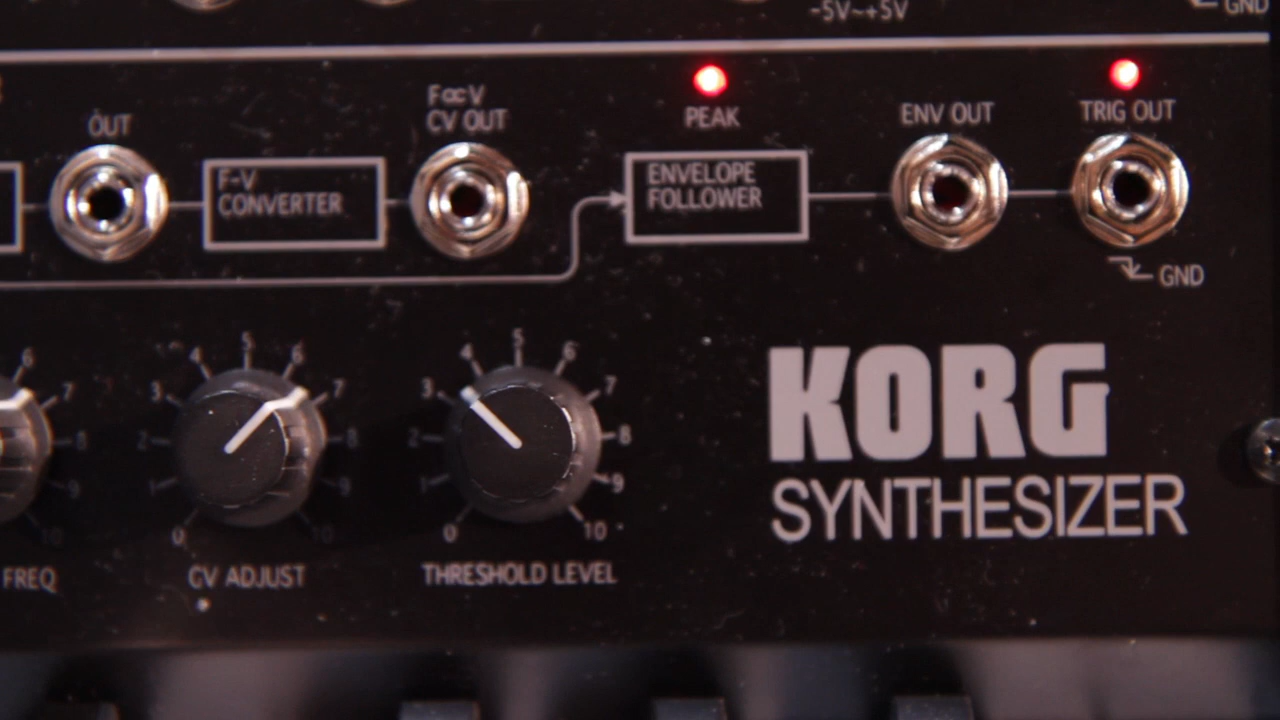 -5V~+5V
GND
OUT
F∝V
CV OUT
PEAK
ENV OUT
TRIG OUT
F-V
CONVERTER
ENVELOPE
FOLLOWER
GND
6
7
8
9
10
0
1
2
3
4
5
6
7
8
9
10
0
1
2
3
4
5
6
7
8
9
10
FREQ
CV ADJUST
THRESHOLD LEVEL
KORG
SYNTHESIZER